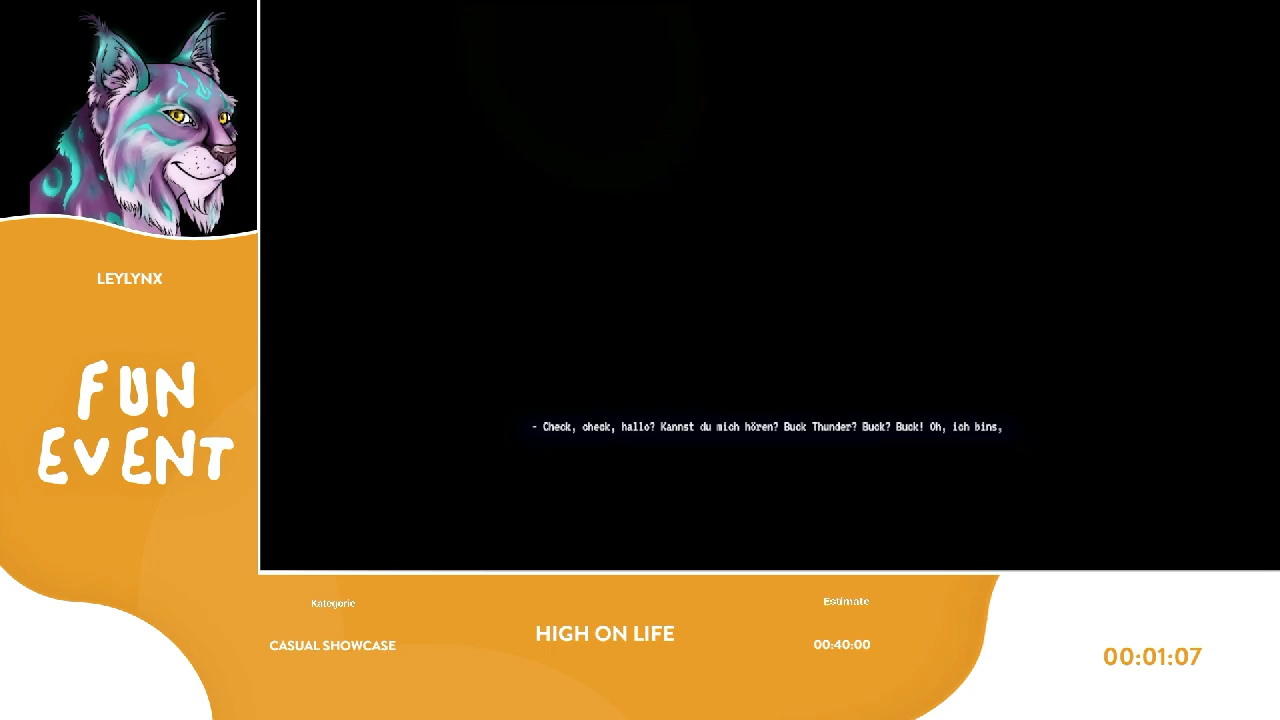 LEYLYNX
FUN
EVENT
- Check, check, hallo? Kannst du mich hören? Buck Thunder? Buck? Buck! Oh, ich bins,
Kategorie
CASUAL SHOWCASE
HIGH ON LIFE
Estimate
00:40:00
00:01:07